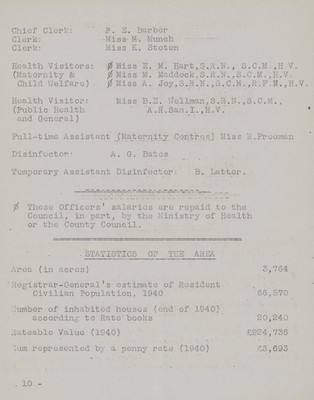 Chief Clerk: P. E. Barber
Clerk: Miss M. Munch
Clerk: Miss K. Stoten
Health Visitors: Ø Miss E. M. Hart, S.R.N., S.C.M., H.V.
(Maternity & Ø Miss M. Maddock, S.R.N., S.C.M., H.V.
Child Welfare) Ø Miss A. Joy, S.R.N., S.C.M., R.F.N., H.V.
Health Visitor: Miss B.E. Wellman, S.R.N., S.C.M.,
(Public Health A.R.San.I., H.V.
and General)
Full-time Assistant (Maternity Centres) Miss E. Freeman
Disinfector: A. G. Bates
Temporary Assistant Disinfector: B. Latter.
Ø These Officers' salaries are repaid to the
Council, in part, by the Ministry of Health
or the County Council.
STATISTICS OF THE AREA
Area (in acres) 3,764
Registrar-General's estimate of Resident
Civilian Population, 1940 66,570
Number of inhabited houses (end of 1940)
according to Rate books 20,240
Rateable Value (1940) £924,736
Sum represented by a penny rate (1940) £3,693
10 -